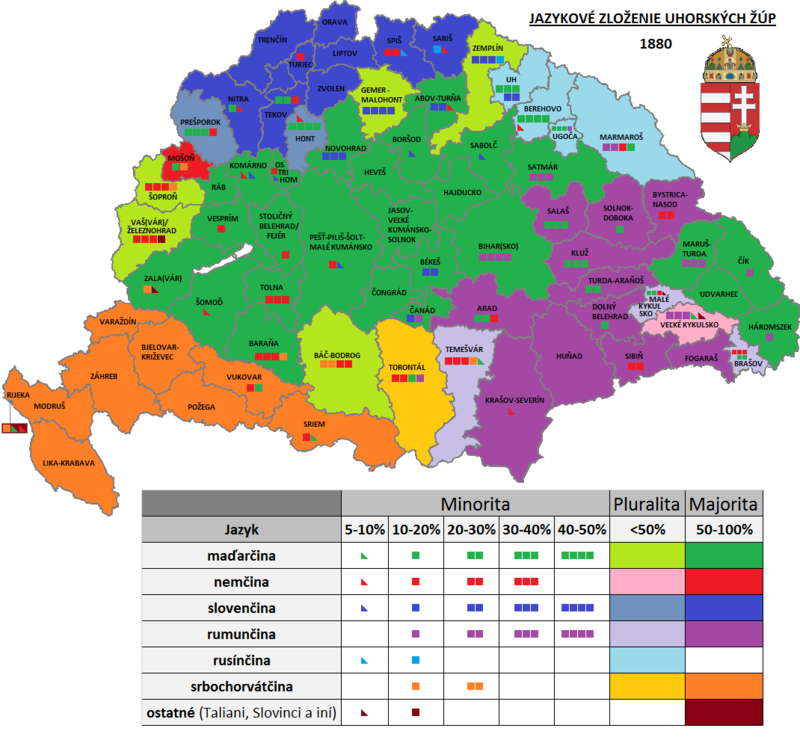 JAZYKOVÉ ZLOŽENIE UHORSKÝCH ŽÚP
1880
ORAVA
TRENČÍN
SPIŠ
SARIŠ
ZEMPLÍN
TURIEC
LIPTOV
UH
NITRA
ZVOLEN
GEMER -
MALOHONT
ABOV-TURŇA
BEREHOVO
PREŠPOROK
TEKOV
HONT
UGOČA
MARMAROŠ
NOVOHRAD
BORŠOD
SABOLČ
MOŠOŇ
KOMÁRNO
OS
TRI
HOM
HEVEŠ
SATMÁR
ŠOPROŇ
RÁB
HAJDUCKO
BYSTRICA-
NASOD
VAŠ(VÁR)/
ŽELEZNOHRAD
VESPRÍM
STOLIČNÝ
BELEHRAD/
FEJÉR
JASOV-
VEĽKÉ
KUMÁNSKO-
SOLNOK
SALAŠ
SOLNOK-
DOBOKA
PEŠT-PILIŠ-ŠOLT-
MALÉ KUMÁNSKO
BIHAR(SKO)
KLUŽ
MARUŠ-
TURDA
ČÍK
BÉKEŠ
ZALA(VÁR)
TOLNA
TURDA-ARAŇOŠ
UDVARHEĽ
ŠOMOĎ
ČONGRÁD
ČANÁD
ARAD
DOLNÝ
BELEHRAD
MALÉ
KYKUL
SKO
VEĽKÉ KYKULSKO
HÁROMSZEK
VARAŽDÍN
BARAŇA
BÁČ-BODROG
TEMEŠVÁR
HUŇAD
SIBIŇ
FOGARAŠ
BRAŠOV
BJELOVAR-
KRIŽEVEC
TORONTÁL
ZÁHREB
VUKOVAR
RIJEKA
MODRUŠ
POŽEGA
KRAŠOV-SEVERÍN
SRIEM
LIKA-KRABAVA
Minorita Pluralita Majorita
Jazyk 5-10% 10-20% 20-30% 30-40% 40-50% <50% 50-100%
maďarčina
nemčina
slovenčina
rumunčina
rusínčina
srbochorvátčina
ostatné (Taliani, Slovinci a iní)